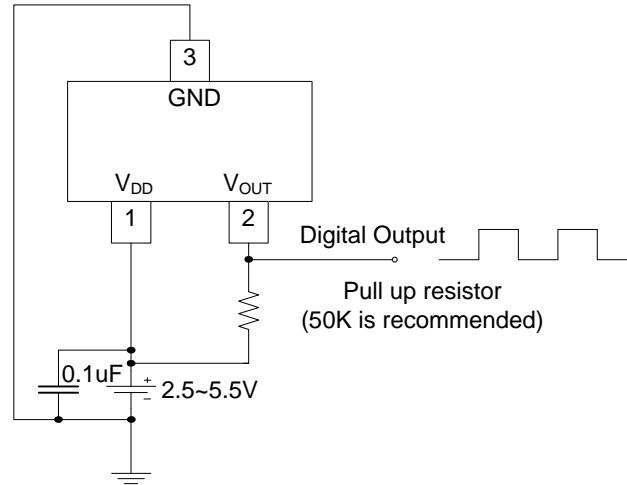 3
GND
VDD
VOUT
1
2
Digital Output
Pull up resistor
(50K is recommended)
0.1uF
+
2.5~5.5V
-